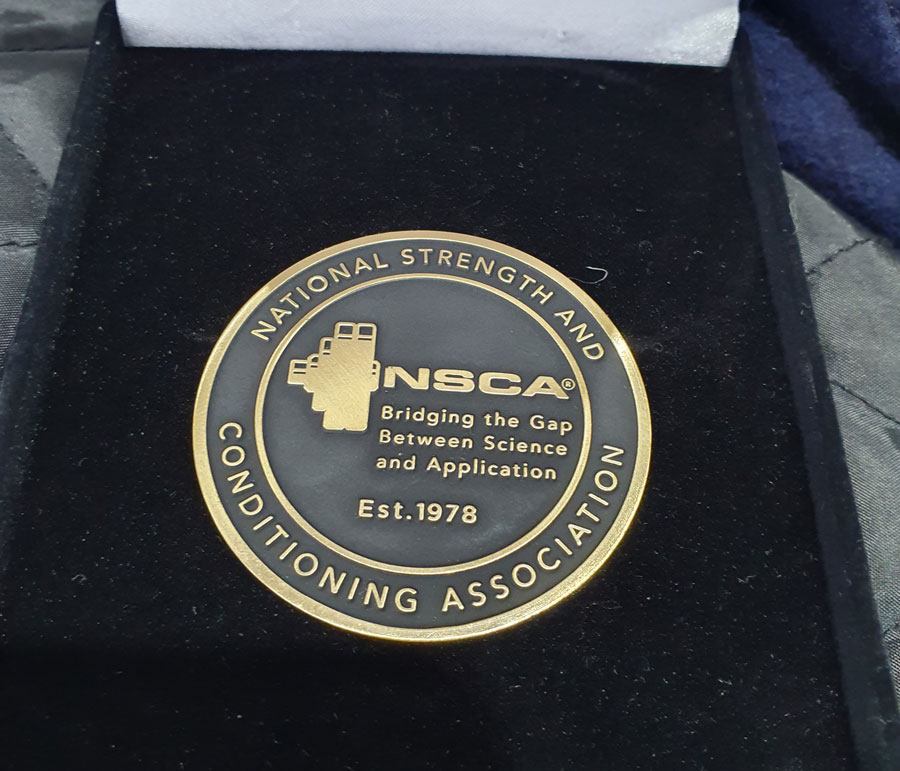 NATIONAL STRENGTH AND
NSCA®
Bridging the Gap
Between Science
and Application
Est.1978
CONDITIONING ASSOCIATION